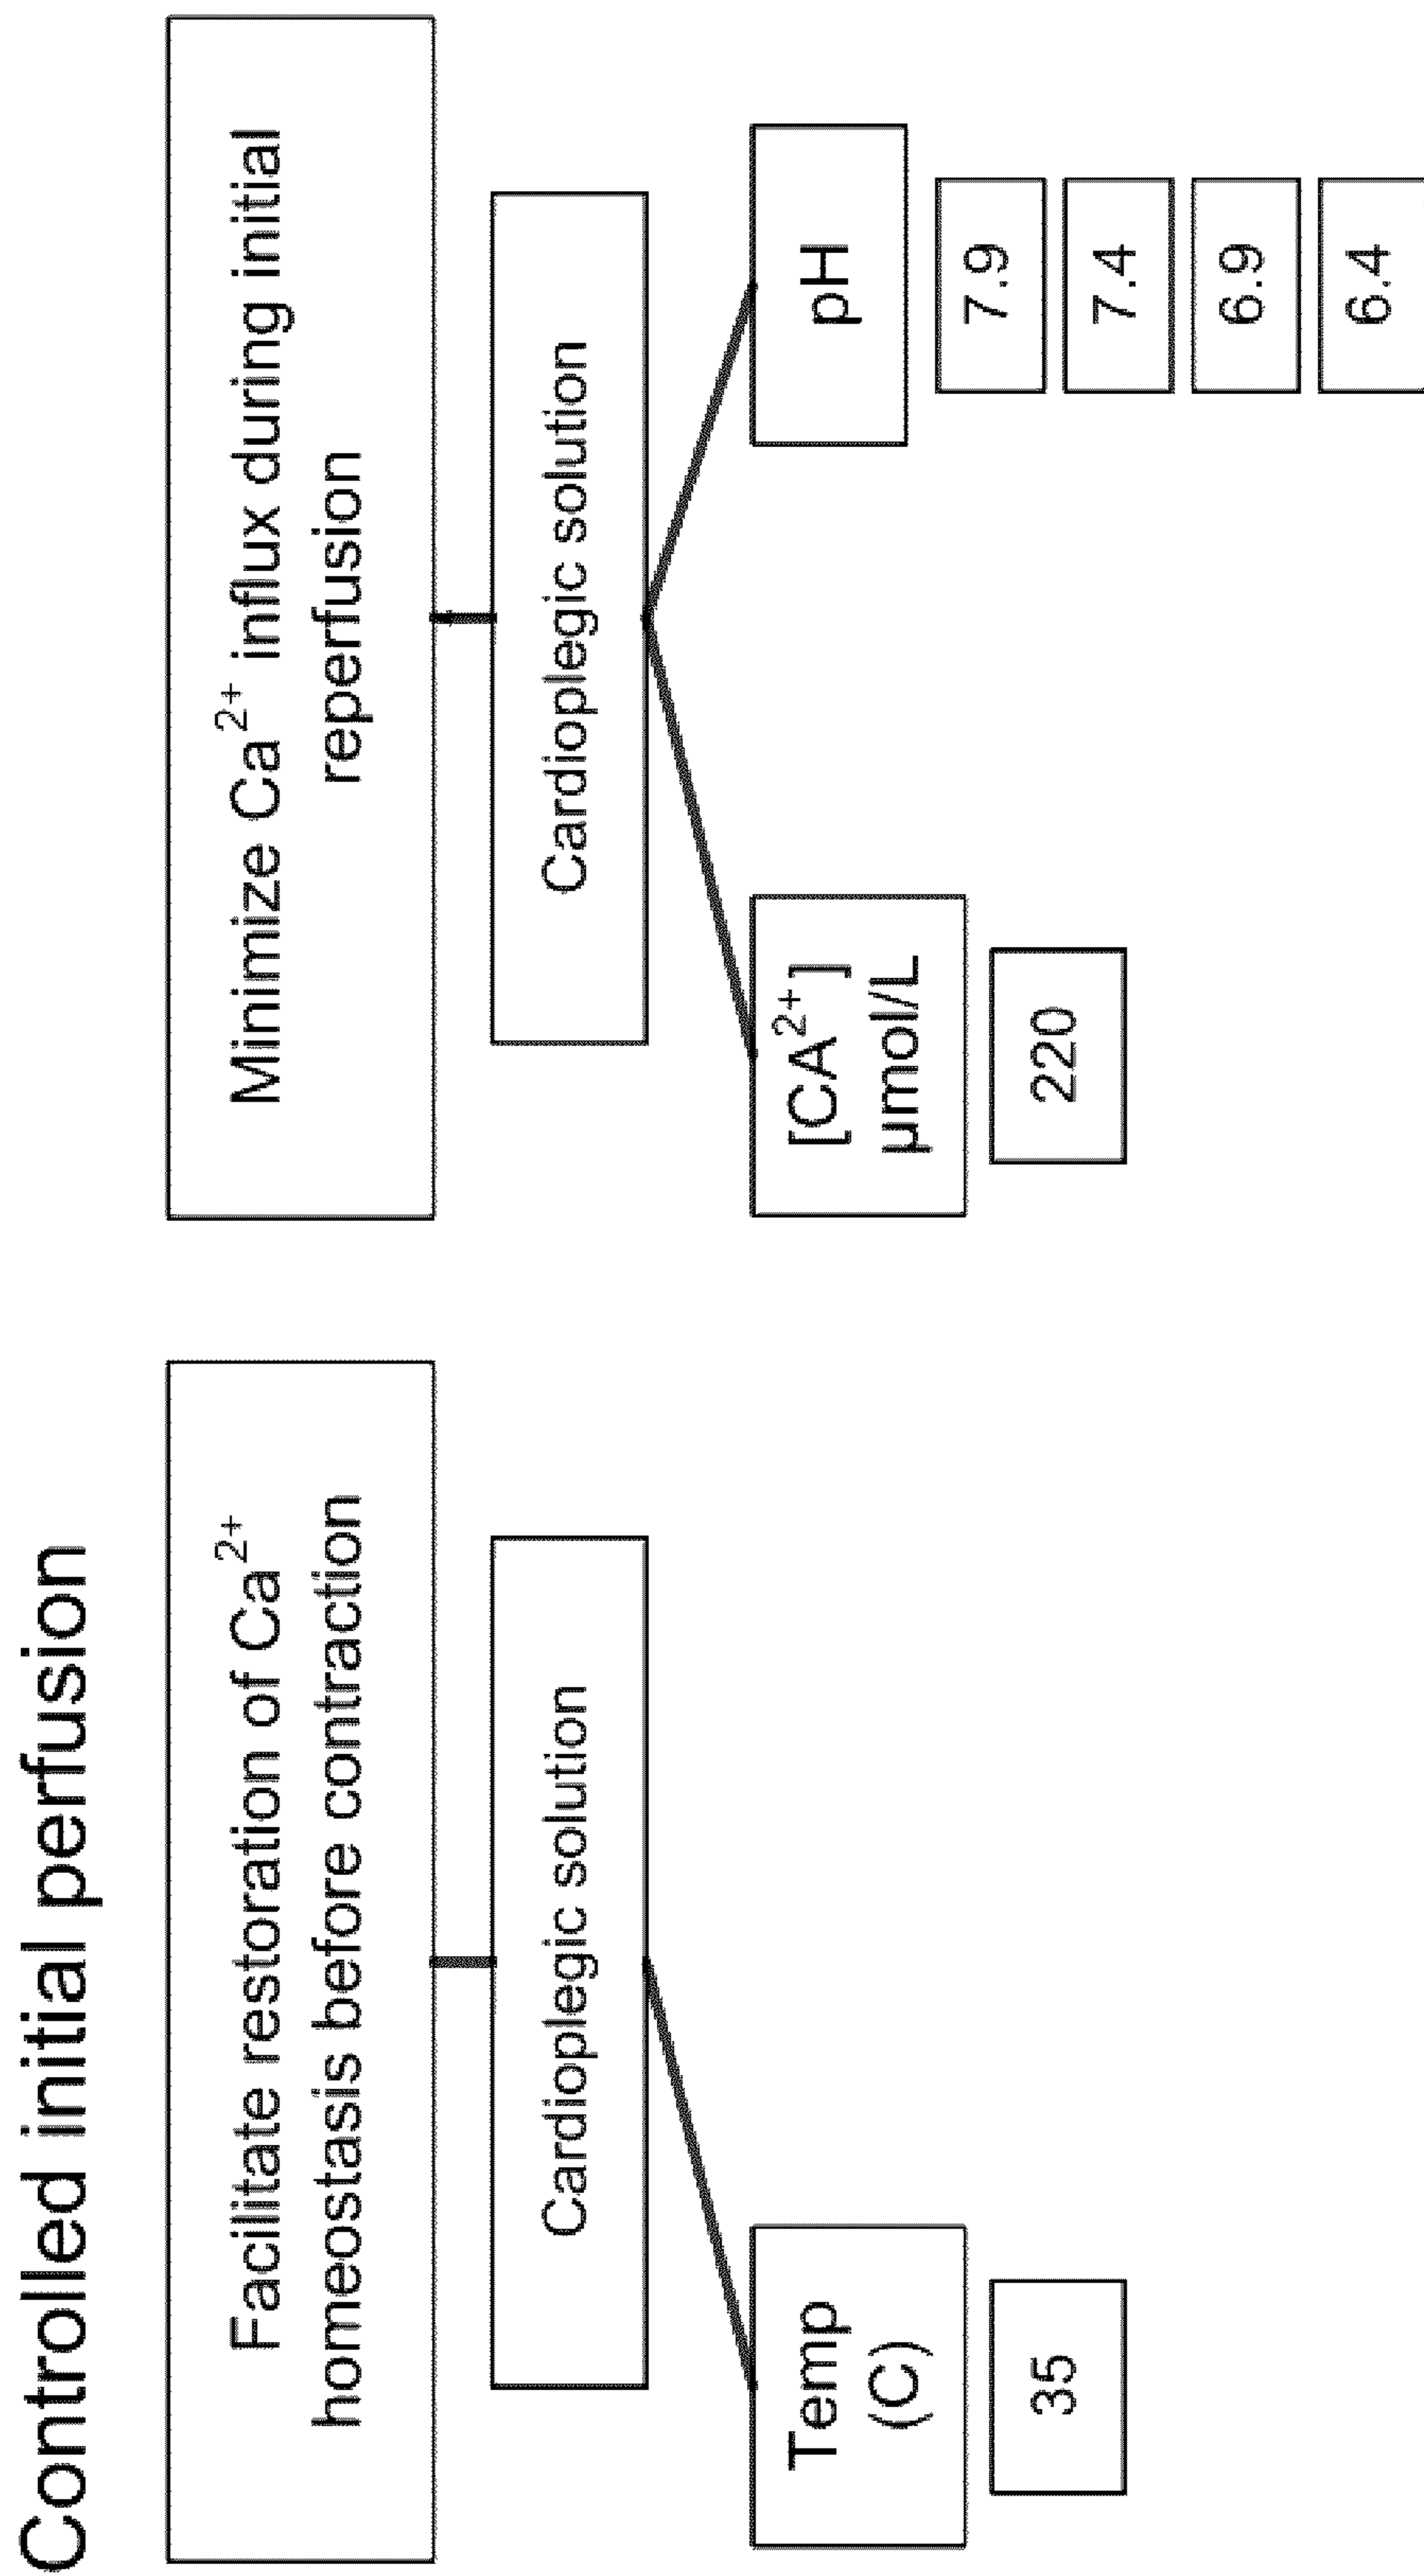 Controlled initial perfusion
Facilitate restoration of Ca²⁺
homeostasis before contraction
Cardioplegic solution
Temp
(C)
35
Minimize Ca²⁺ influx during initial
reperfusion
Cardioplegic solution
[CA²⁺]
µmol/L
220
pH
7.9
7.4
6.9
6.4